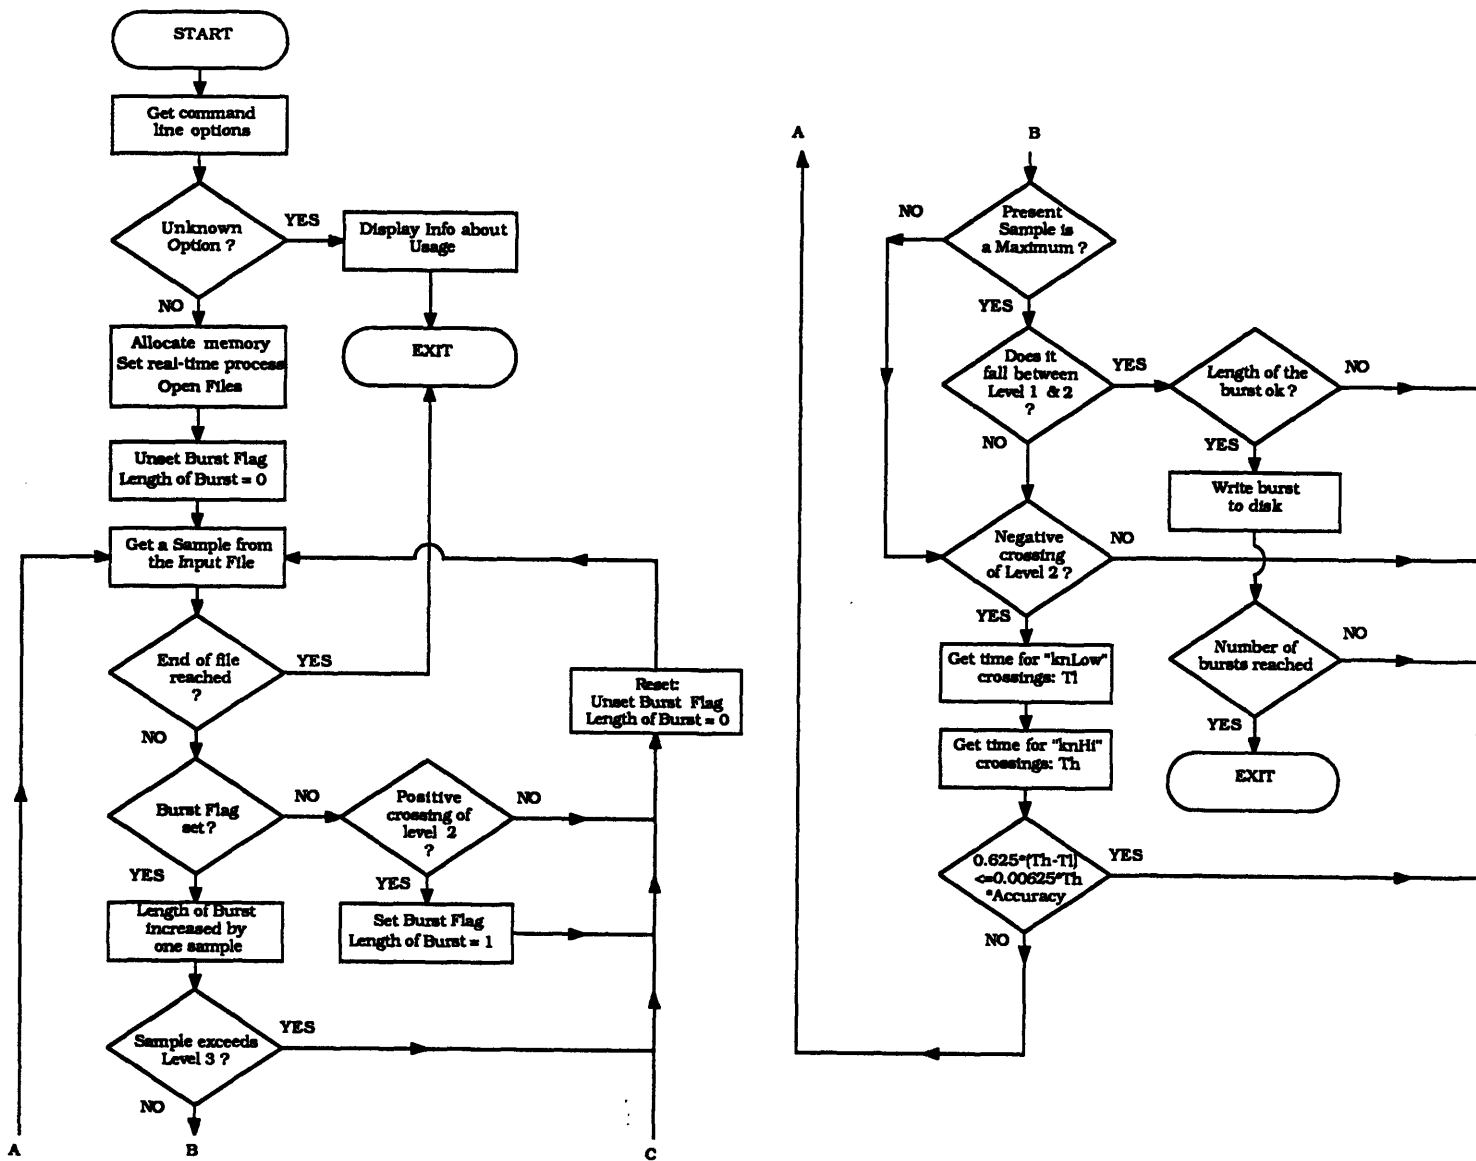 START
Get command
line options
Unknown
Option ?
YES
Display Info about
Usage
NO
EXIT
Allocate memory
Set real-time process
Open Files
Unset Burst Flag
Length of Burst = 0
Get a Sample from
the Input File
End of file
reached
?
YES
NO
Reset:
Unset Burst Flag
Length of Burst = 0
Burst Flag
set ?
NO
Positive
crossing of
level 2
?
NO
YES
YES
Length of Burst
increased by
one sample
Set Burst Flag
Length of Burst = 1
Sample exceeds
Level 3 ?
YES
NO
A
B
C
A
B
Present
Sample is
a Maximum ?
NO
YES
Does it
fall between
Level 1 & 2
?
YES
Length of the
burst ok ?
NO
NO
YES
Write burst
to disk
Negative
crossing
of Level 2 ?
NO
YES
Number of
bursts reached
NO
YES
EXIT
Get time for "knLow"
crossings: Tl
Get time for "knHi"
crossings: Th
0.625*(Th-Tl)
<=0.00625*Th
*Accuracy
YES
NO